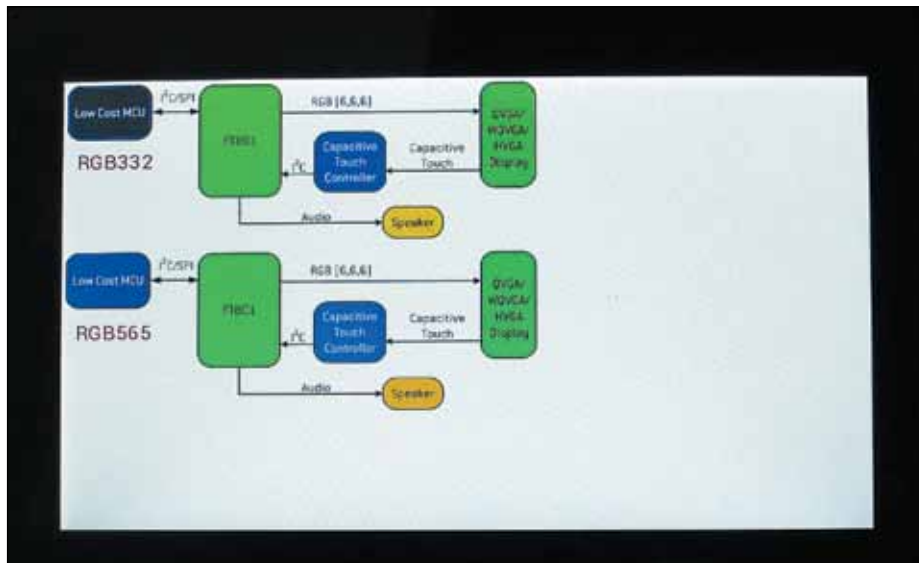 I²C/SPI
RGB [6,6,6]
Low Cost MCU
QVGA/
WQVGA/
HVGA
Display
Capacitive
Touch
Controller
Capacitive
Touch
I²C
RGB332
Audio
Speaker
I²C/SPI
RGB [6,6,6]
Low Cost MCU
QVGA/
WQVGA/
HVGA
Display
Capacitive
Touch
Controller
Capacitive
Touch
I²C
RGB565
Audio
Speaker